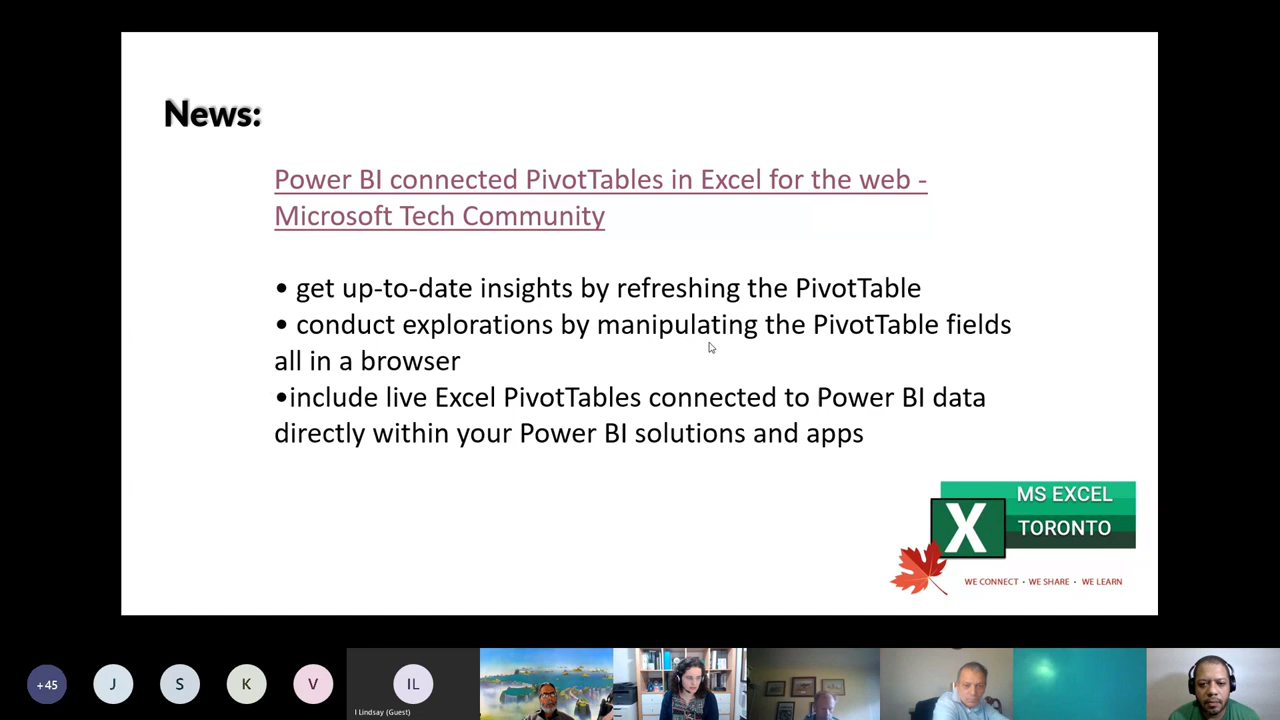 News:
Power BI connected PivotTables in Excel for the web -
Microsoft Tech Community
• get up-to-date insights by refreshing the PivotTable
• conduct explorations by manipulating the PivotTable fields
all in a browser
•include live Excel PivotTables connected to Power BI data
directly within your Power BI solutions and apps
X
MS EXCEL
TORONTO
WE CONNECT • WE SHARE • WE LEARN
+45
J
S
K
V
IL
I Lindsay (Guest)